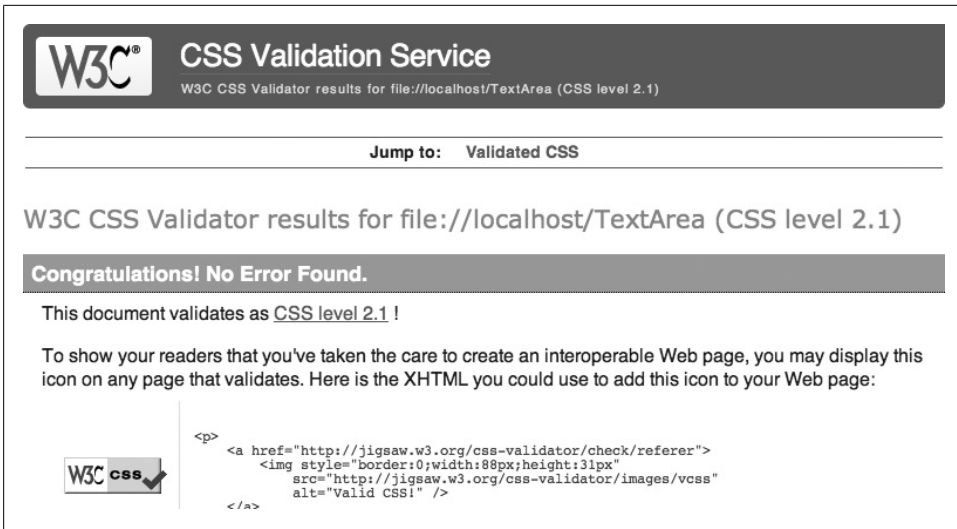 W3C®
CSS Validation Service
W3C CSS Validator results for file://localhost/TextArea (CSS level 2.1)
Jump to: Validated CSS
W3C CSS Validator results for file://localhost/TextArea (CSS level 2.1)
Congratulations! No Error Found.
This document validates as CSS level 2.1 !
To show your readers that you've taken the care to create an interoperable Web page, you may display this
icon on any page that validates. Here is the XHTML you could use to add this icon to your Web page:
W3C css
<p>
<a href="http://jigsaw.w3.org/css-validator/check/referer">
<img style="border:0;width:88px;height:31px"
src="http://jigsaw.w3.org/css-validator/images/vcss"
alt="Valid CSS!" />
</a>